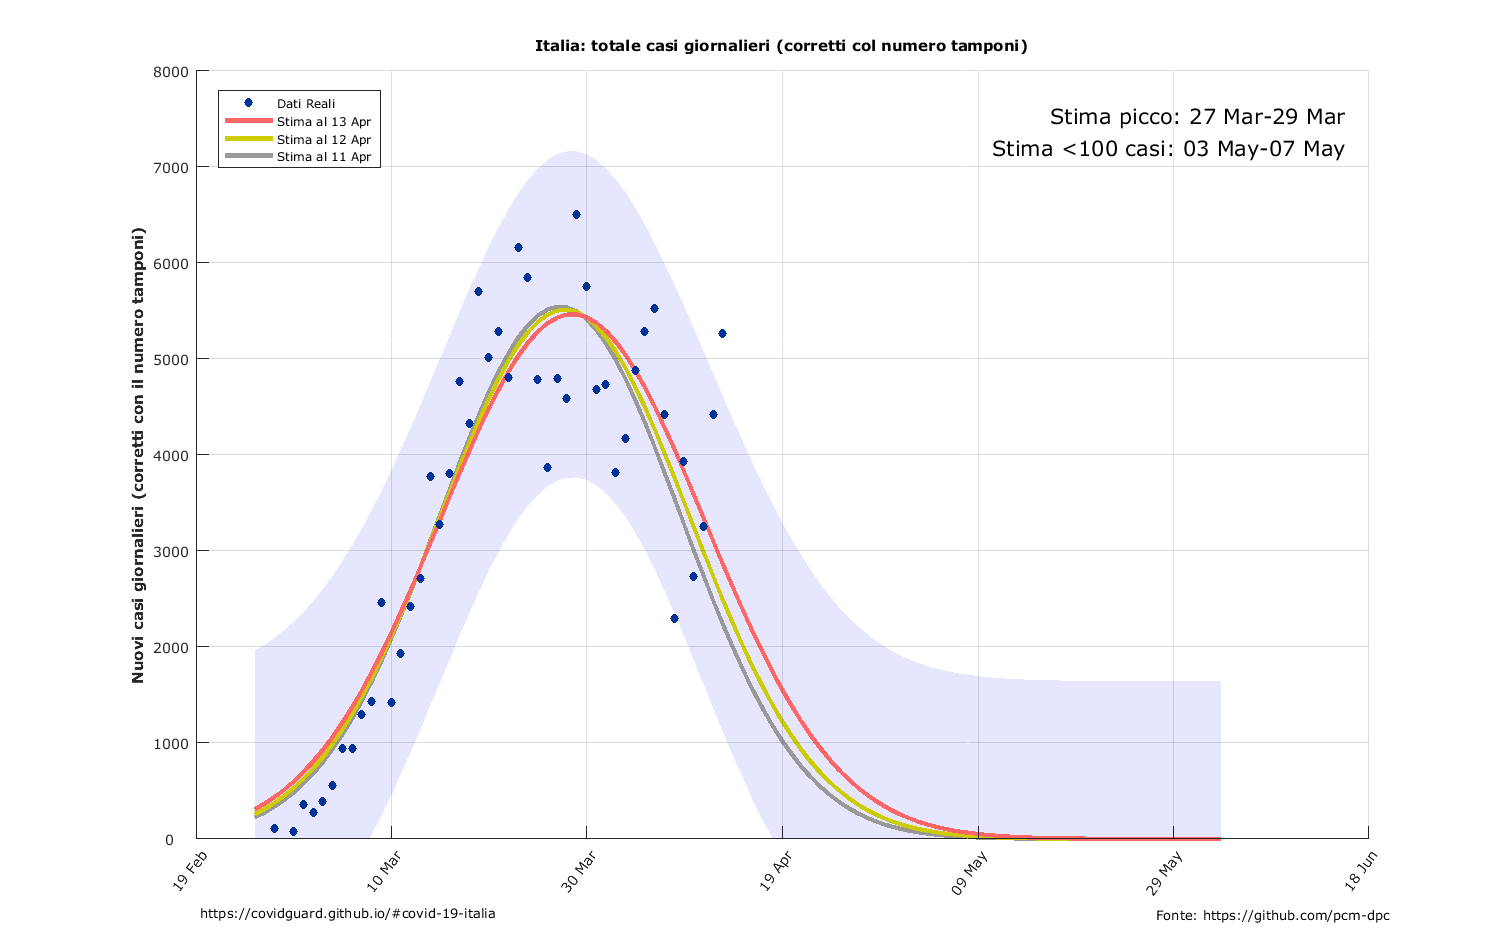 Italia: totale casi giornalieri (corretti col numero tamponi)
8000
7000
6000
5000
4000
3000
2000
1000
0
Nuovi casi giornalieri (corretti con il numero tamponi)
Dati Reali
Stima al 13 Apr
Stima al 12 Apr
Stima al 11 Apr
Stima picco: 27 Mar-29 Mar
Stima <100 casi: 03 May-07 May
19 Feb
10 Mar
30 Mar
19 Apr
09 May
29 May
18 Jun
https://covidguard.github.io/#covid-19-italia
Fonte: https://github.com/pcm-dpc